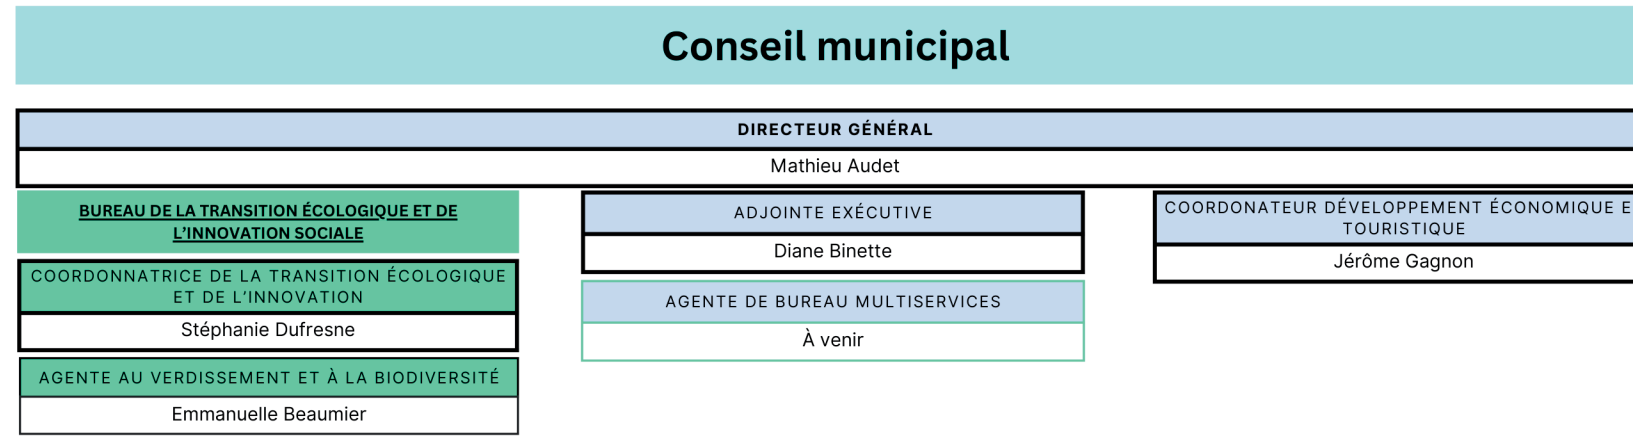 Conseil municipal
DIRECTEUR GÉNÉRAL
Mathieu Audet
BUREAU DE LA TRANSITION ÉCOLOGIQUE ET DE
L'INNOVATION SOCIALE
COORDONNATRICE DE LA TRANSITION ÉCOLOGIQUE
ET DE L'INNOVATION
Stéphanie Dufresne
AGENTE AU VERDISSEMENT ET À LA BIODIVERSITÉ
Emmanuelle Beaumier
ADJOINTE EXÉCUTIVE
Diane Binette
AGENTE DE BUREAU MULTISERVICES
À venir
COORDONATEUR DÉVELOPPEMENT ÉCONOMIQUE E
TOURISTIQUE
Jérôme Gagnon